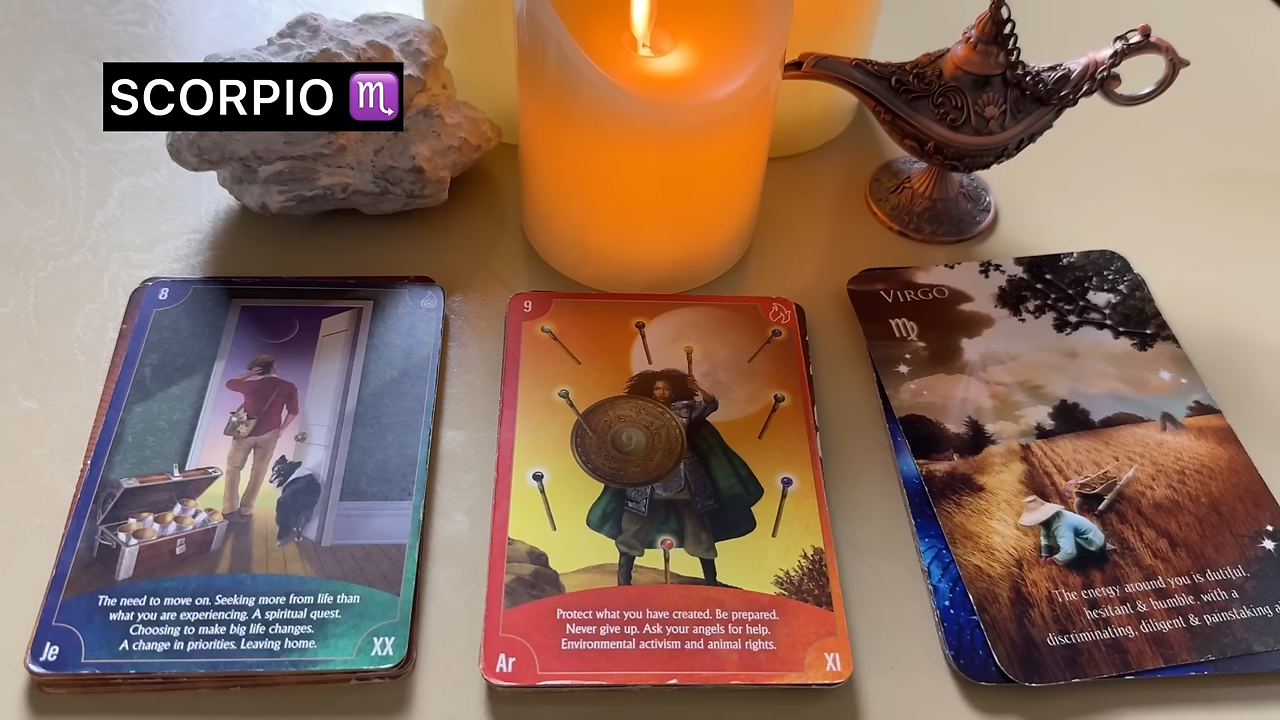 SCORPIO ♏
8
The need to move on. Seeking more from life than
what you are experiencing. A spiritual quest.
Choosing to make big life changes.
A change in priorities. Leaving home.
Je
XX
9
9
Protect what you have created. Be prepared.
Never give up. Ask your angels for help.
Environmental activism and animal rights.
Ar
XI
VIRGO
♍
The energy around you is dutiful,
hesitant & humble, with a
discriminating, diligent & painstaking